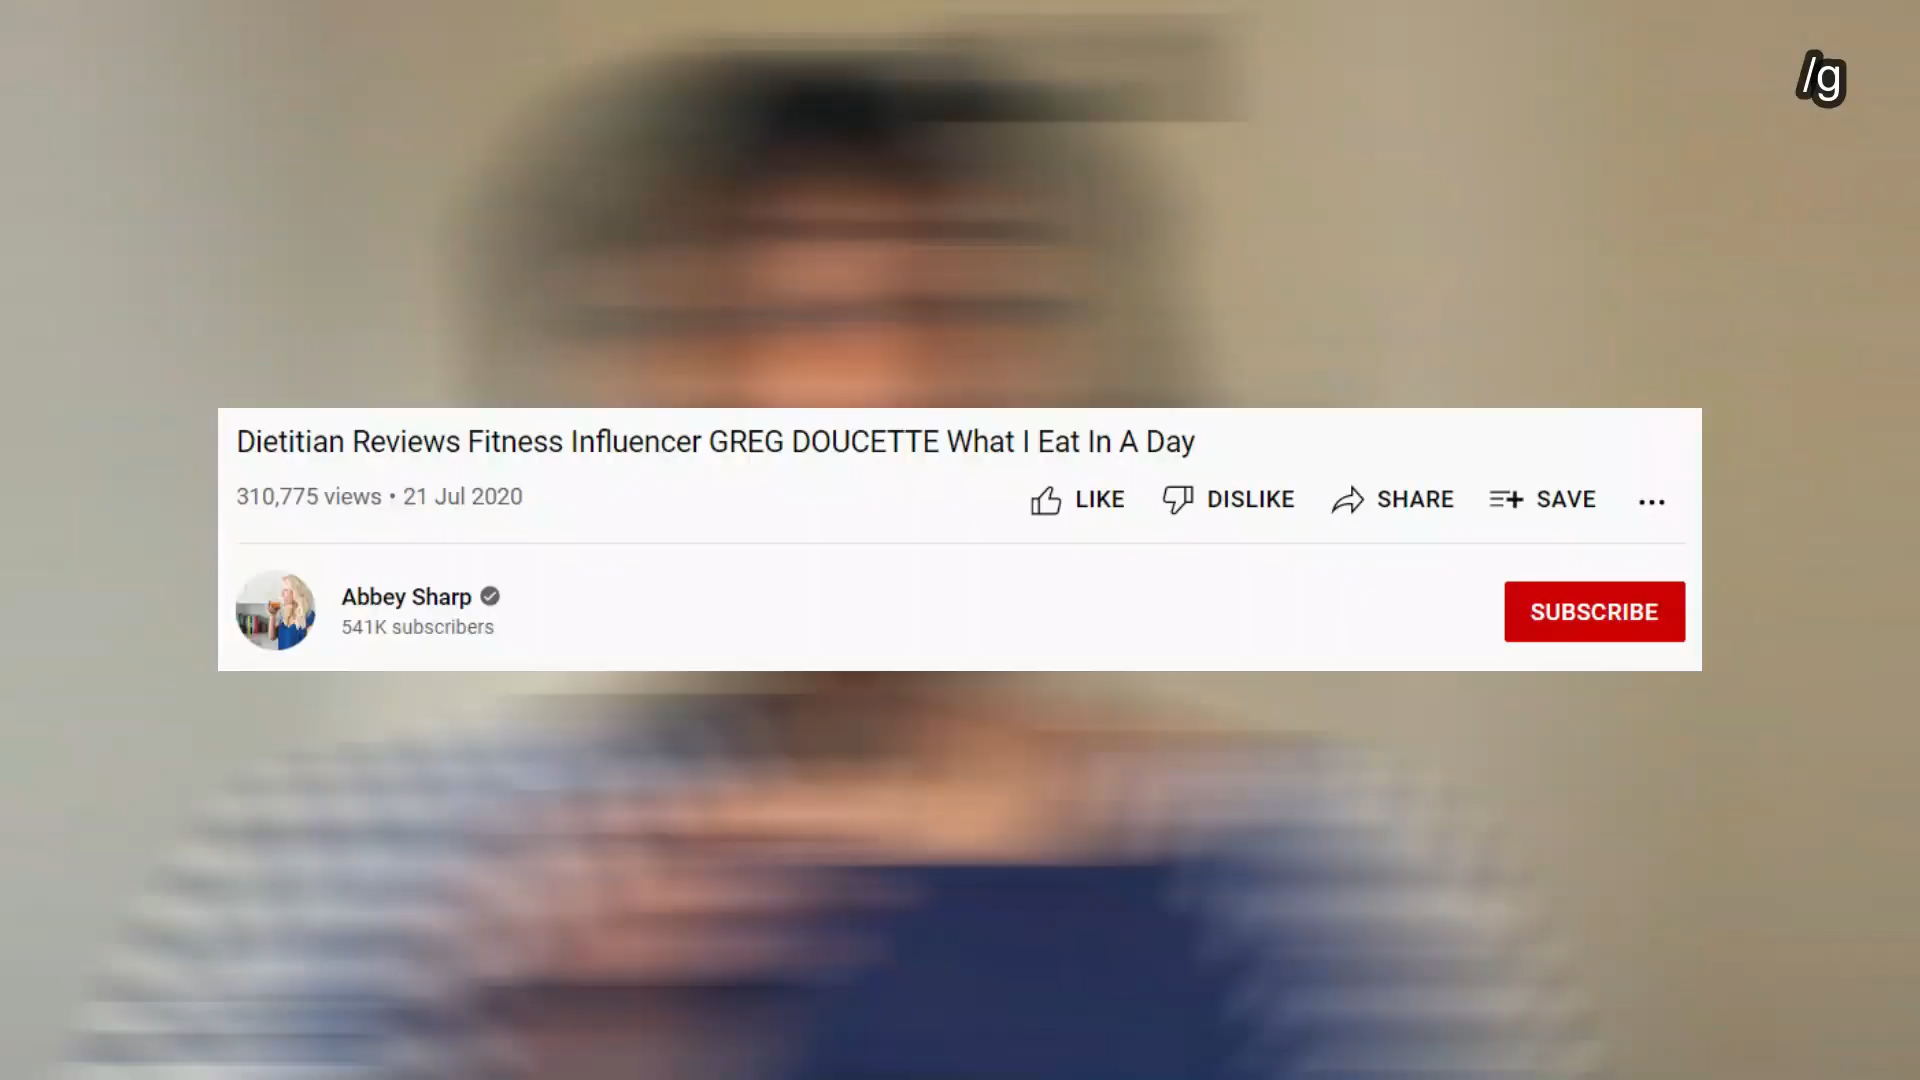 /g
Dietitian Reviews Fitness Influencer GREG DOUCETTE What I Eat In A Day
310,775 views • 21 Jul 2020
LIKE DISLIKE SHARE SAVE ...
Abbey Sharp
541K subscribers
SUBSCRIBE